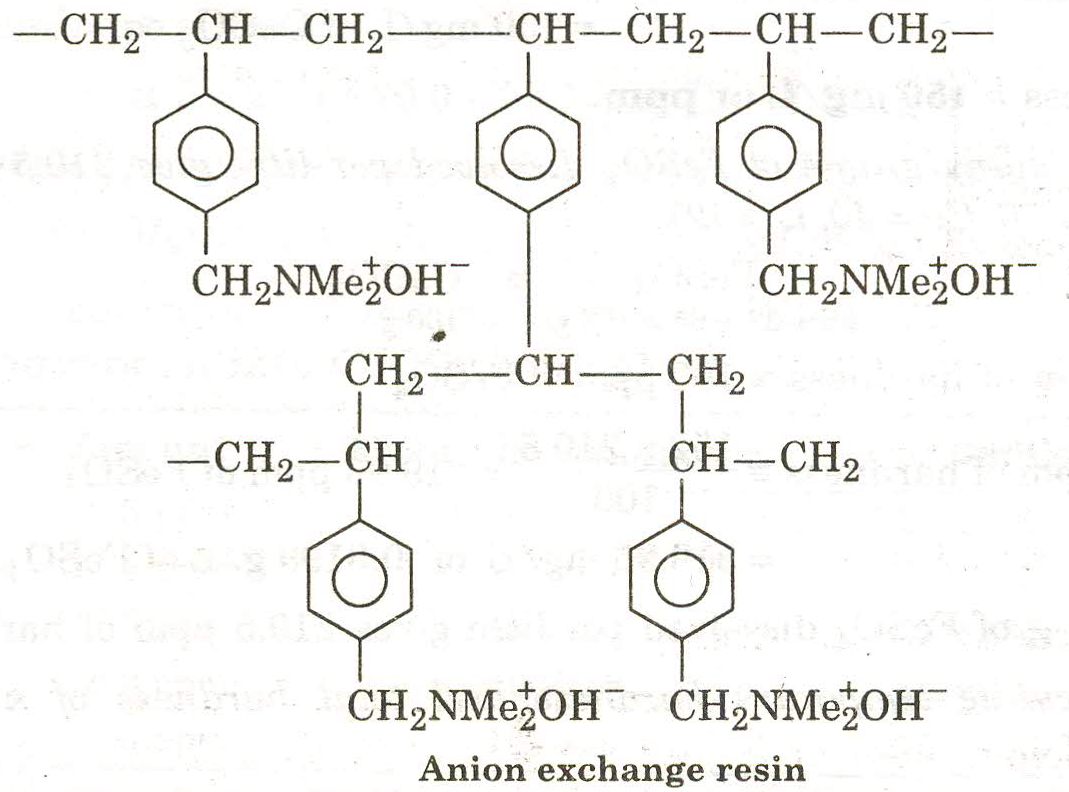 —CH₂—CH—CH₂—CH—CH₂—CH—CH₂—
CH₂NMe₂⁺OH⁻ CH₂NMe₂⁺OH⁻
CH₂—CH—CH₂
—CH₂—CH CH—CH₂
CH₂NMe₂⁺OH⁻ CH₂NMe₂⁺OH⁻
Anion exchange resin